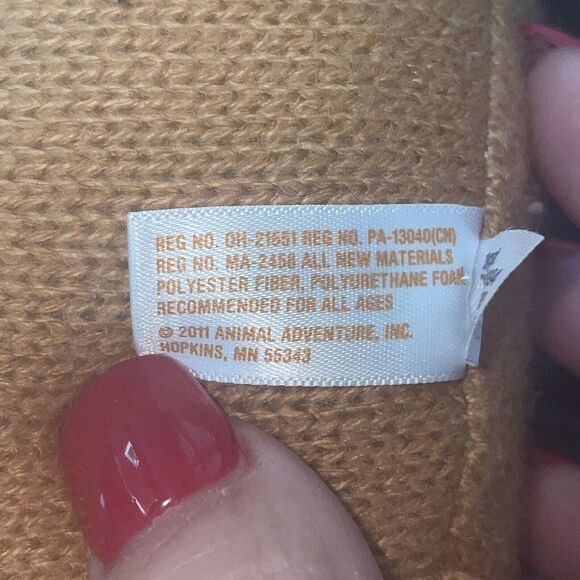 REG NO. OH-21651 REG NO. PA-13040(CN)
REG NO. MA-2458 ALL NEW MATERIALS
POLYESTER FIBER, POLYURETHANE FOAM
RECOMMENDED FOR ALL AGES
© 2011 ANIMAL ADVENTURE, INC.
HOPKINS, MN 55343